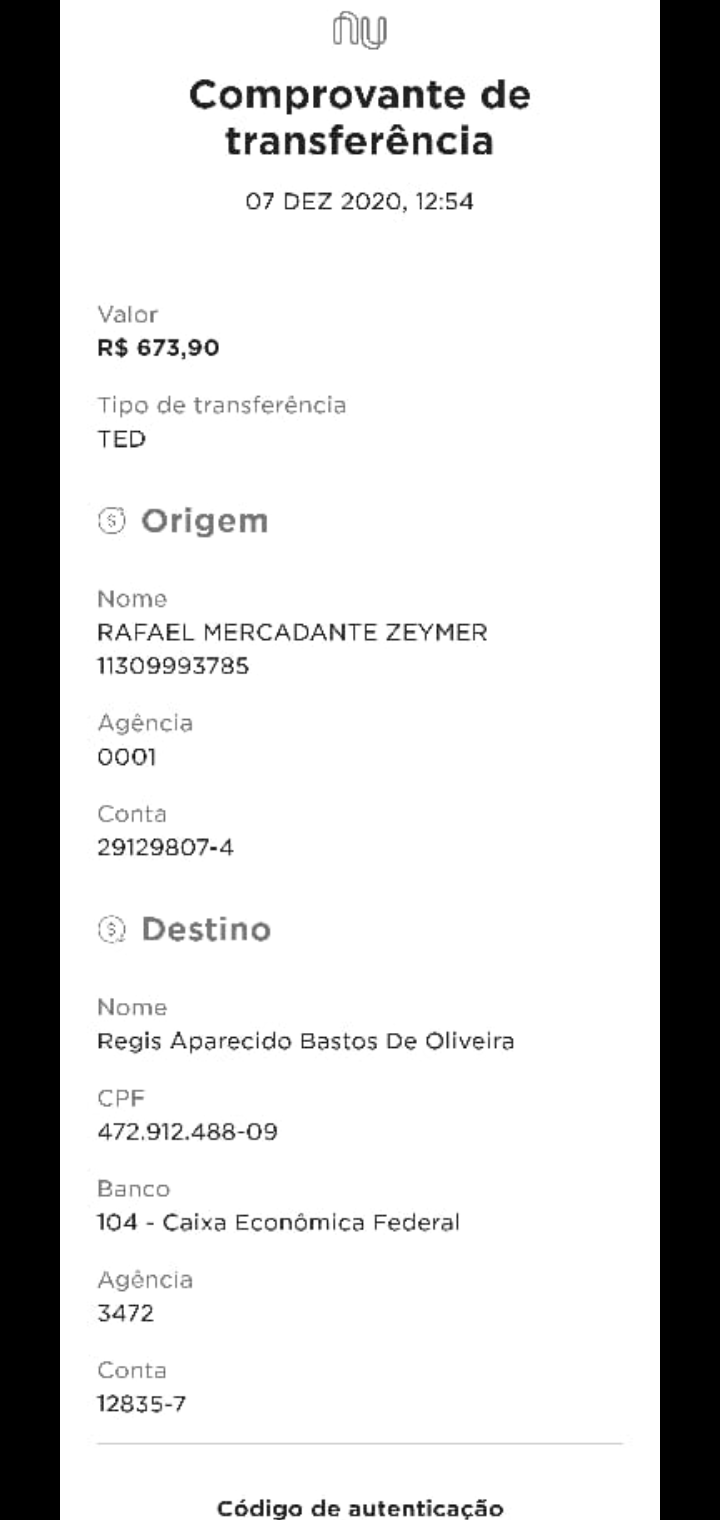 nu
Comprovante de
transferência
07 DEZ 2020, 12:54
Valor
R$ 673,90
Tipo de transferência
TED
Origem
Nome
RAFAEL MERCADANTE ZEYMER
11309993785
Agência
0001
Conta
29129807-4
Destino
Nome
Regis Aparecido Bastos De Oliveira
CPF
472.912.488-09
Banco
104 - Caixa Econômica Federal
Agência
3472
Conta
12835-7
Código de autenticação